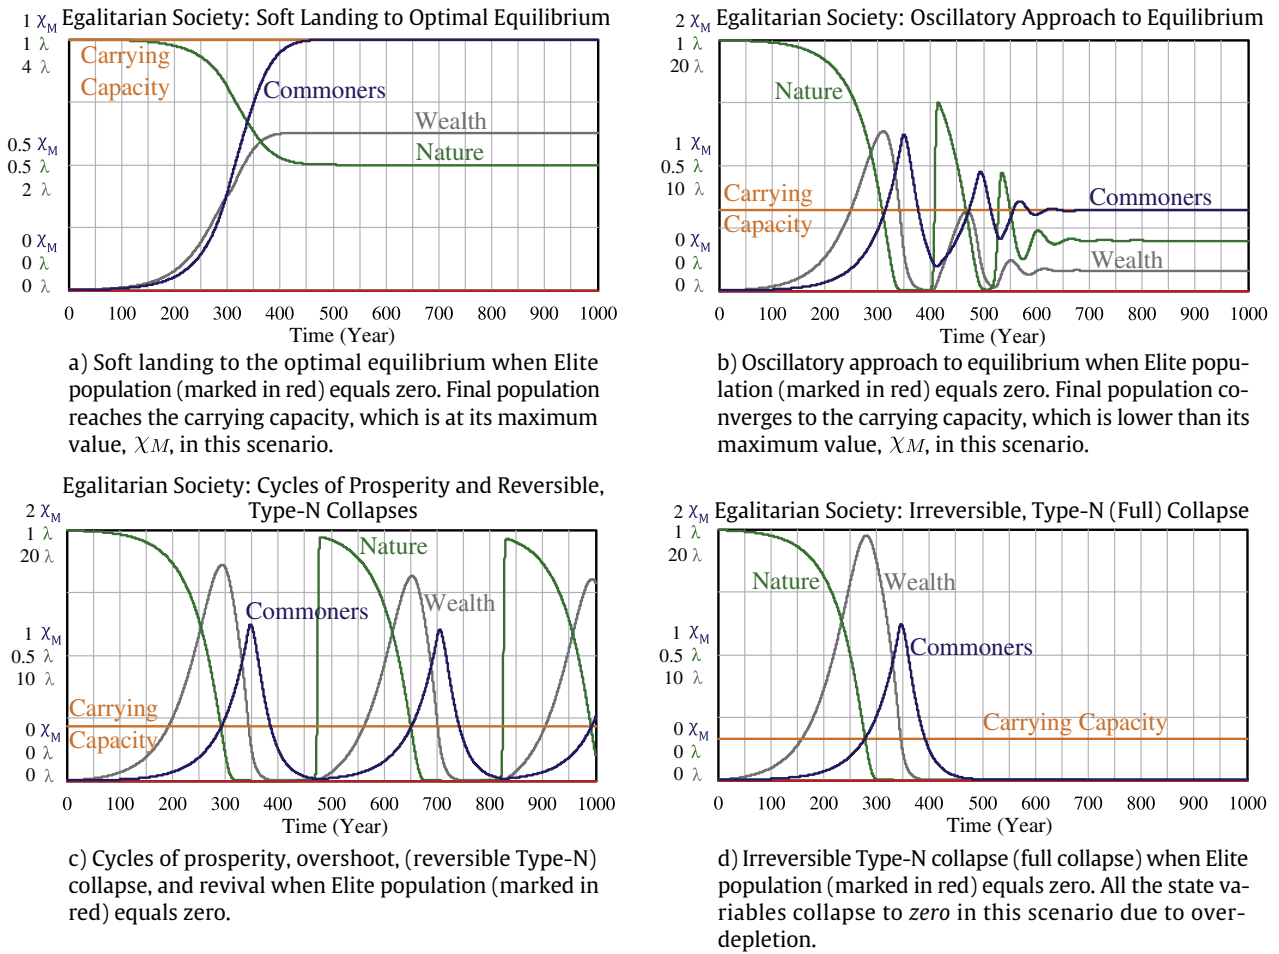 Egalitarian Society: Soft Landing to Optimal Equilibrium
1 χM
1 λ
4 λ
0.5 χM
0.5 λ
2 λ
0 χM
0 λ
0 λ
Carrying
Capacity
Commoners
Wealth
Nature
0 100 200 300 400 500 600 700 800 900 1000
Time (Year)
a) Soft landing to the optimal equilibrium when Elite
population (marked in red) equals zero. Final population
reaches the carrying capacity, which is at its maximum
value, χM, in this scenario.
Egalitarian Society: Oscillatory Approach to Equilibrium
2 χM
1 λ
20 λ
1 χM
0.5 λ
10 λ
0 χM
0 λ
0 λ
Nature
Carrying
Capacity
Commoners
Wealth
0 100 200 300 400 500 600 700 800 900 1000
Time (Year)
b) Oscillatory approach to equilibrium when Elite popu-
lation (marked in red) equals zero. Final population co-
nverges to the carrying capacity, which is lower than its
maximum value, χM, in this scenario.
Egalitarian Society: Cycles of Prosperity and Reversible,
Type-N Collapses
2 χM
1 λ
20 λ
1 χM
0.5 λ
10 λ
0 χM
0 λ
0 λ
Nature
Commoners
Wealth
Carrying
Capacity
0 100 200 300 400 500 600 700 800 900 1000
Time (Year)
c) Cycles of prosperity, overshoot, (reversible Type-N)
collapse, and revival when Elite population (marked in
red) equals zero.
Egalitarian Society: Irreversible, Type-N (Full) Collapse
2 χM
1 λ
20 λ
1 χM
0.5 λ
10 λ
0 χM
0 λ
0 λ
Nature
Wealth
Commoners
Carrying Capacity
0 100 200 300 400 500 600 700 800 900 1000
Time (Year)
d) Irreversible Type-N collapse (full collapse) when Elite
population (marked in red) equals zero. All the state va-
riables collapse to zero in this scenario due to over-
depletion.